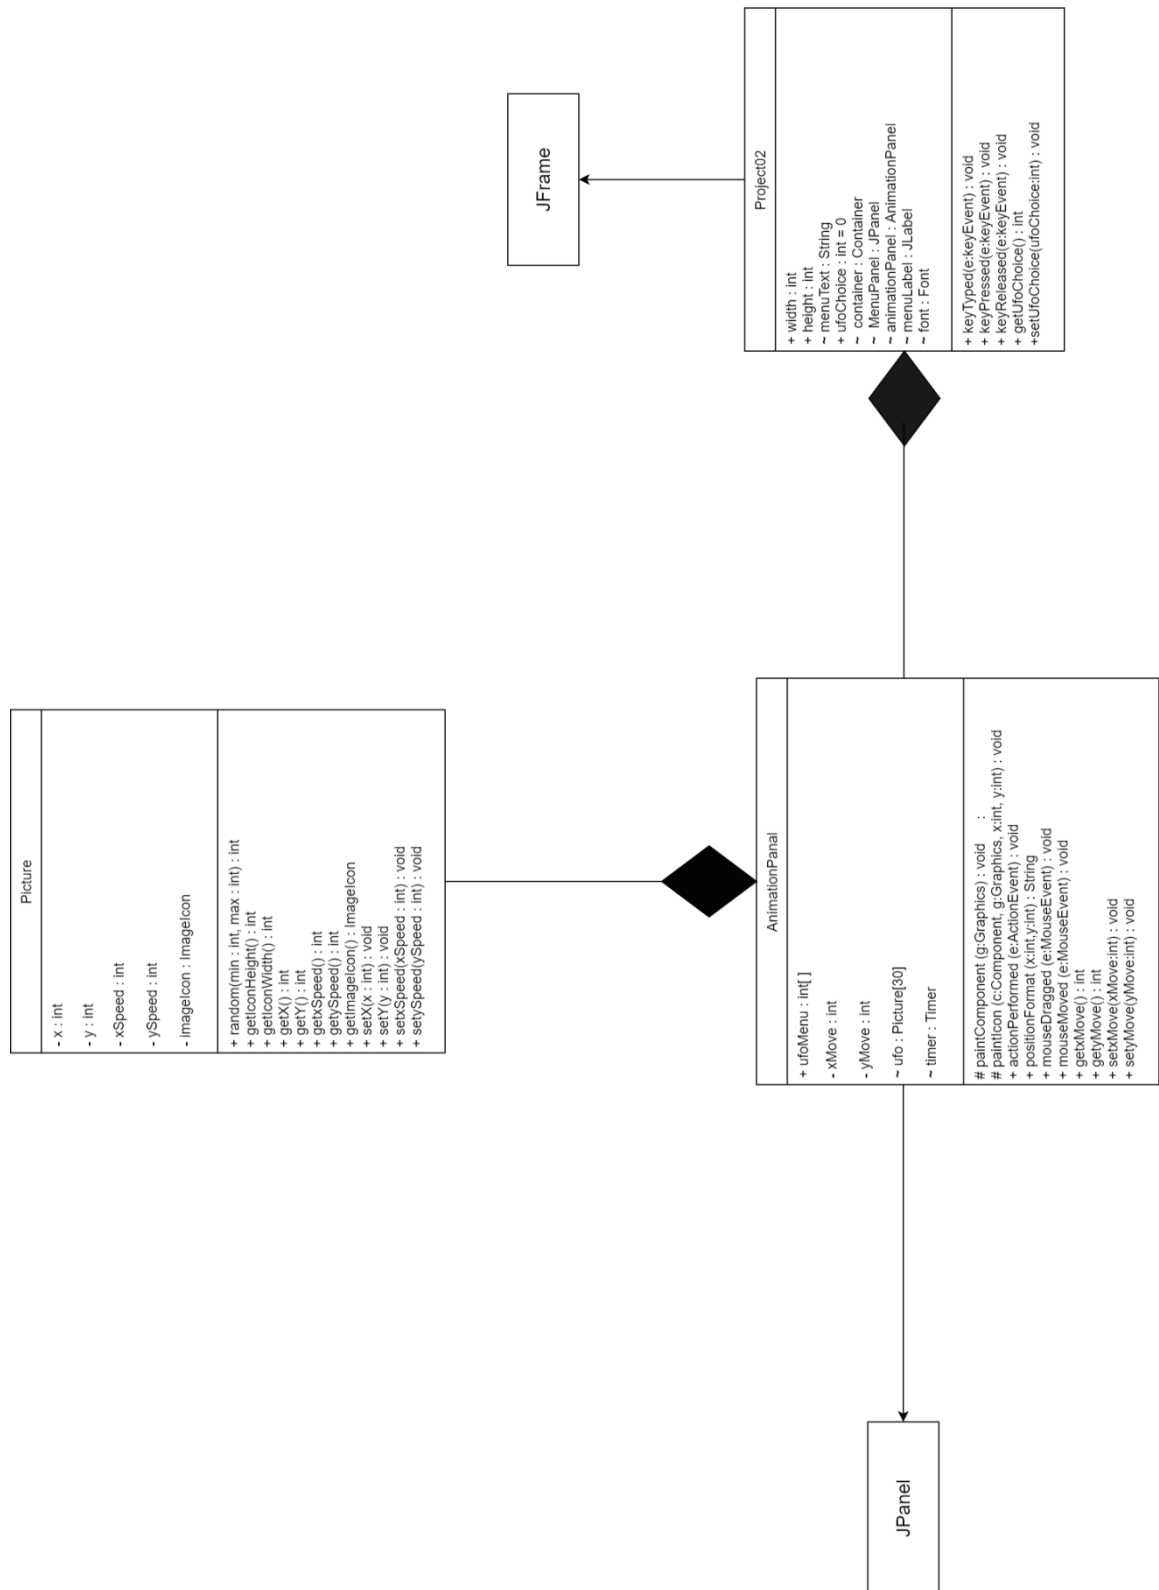 Picture
- x : int
- y : int
- xSpeed : int
- ySpeed : int
- imageIcon : ImageIcon
+ random(min : int, max : int) : int
+ getIconHeight() : int
+ getIconWidth() : int
+ getX() : int
+ getY() : int
+ getxSpeed() : int
+ getySpeed() : int
+ getImageIcon() : ImageIcon
+ setX(x : int) : void
+ setY(y : int) : void
+ setxSpeed(xSpeed : int) : void
+ setySpeed(ySpeed : int) : void
JFrame
JPanel
AnimationPanal
+ ufoMenu : int[ ]
- xMove : int
- yMove : int
~ ufo : Picture[30]
~ timer : Timer
# paintComponent (g:Graphics) : void :
# paintIcon (c:Component, g:Graphics, x:int, y:int) : void
+ actionPerformed (e:ActionEvent) : void
+ positionFormat (x:int,y:int) : String
+ mouseDragged (e:MouseEvent) : void
+ mouseMoved (e:MouseEvent) : void
+ getxMove() : int
+ getyMove() : int
+ setxMove(xMove:int) : void
+ setyMove(yMove:int) : void
Project02
+ width : int
+ height : int
~ menuText : String
+ ufoChoice : int = 0
~ container : Container
~ MenuPanel : JPanel
~ animationPanel : AnimationPanel
~ menuLabel : JLabel
~ font : Font
+ keyTyped(e:keyEvent) : void
+ keyPressed(e:keyEvent) : void
+ keyReleased(e:keyEvent) : void
+ getUfoChoice() : int
+setUfoChoice(ufoChoice:int) : void